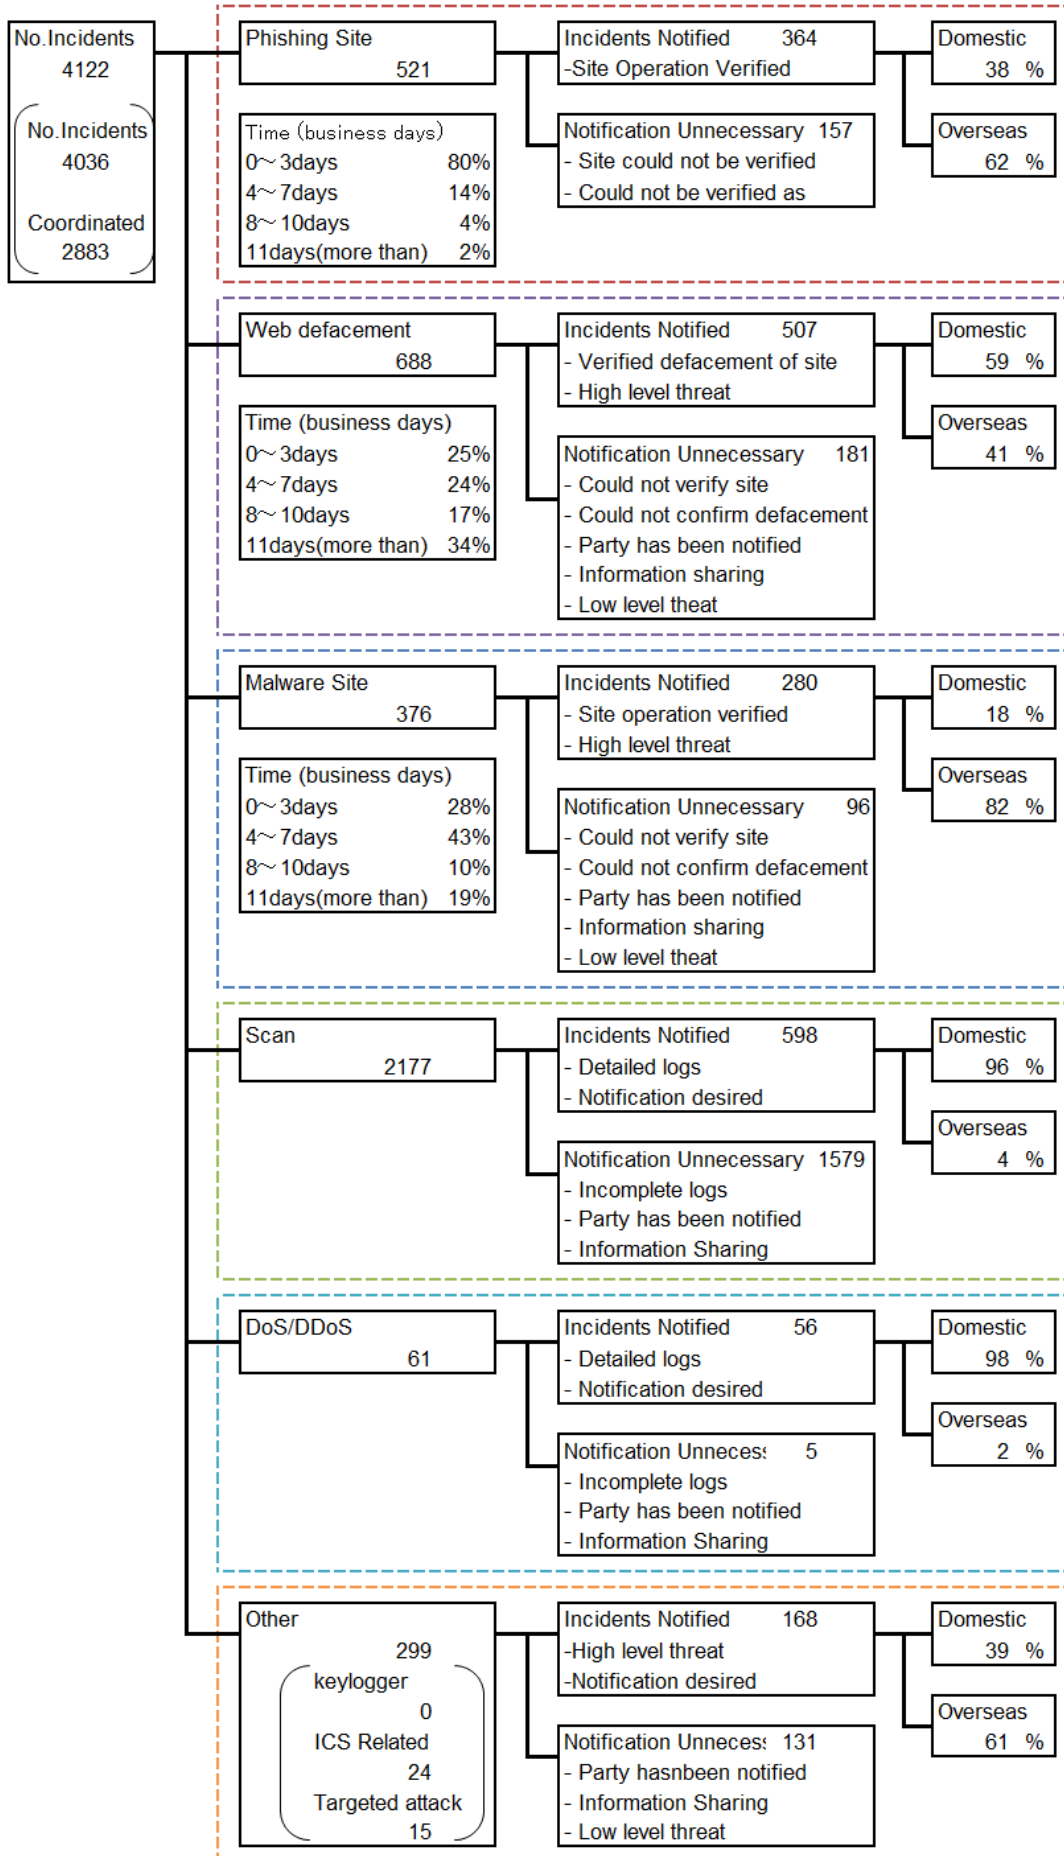 No.Incidents
4122
No.Incidents
4036
Coordinated
2883
Phishing Site
521
Time (business days)
0～3days 80%
4～7days 14%
8～10days 4%
11days(more than) 2%
Incidents Notified 364
-Site Operation Verified
Notification Unnecessary 157
- Site could not be verified
- Could not be verified as
Domestic
38 %
Overseas
62 %
Web defacement
688
Time (business days)
0～3days 25%
4～7days 24%
8～10days 17%
11days(more than) 34%
Incidents Notified 507
- Verified defacement of site
- High level threat
Notification Unnecessary 181
- Could not verify site
- Could not confirm defacement
- Party has been notified
- Information sharing
- Low level theat
Domestic
59 %
Overseas
41 %
Malware Site
376
Time (business days)
0～3days 28%
4～7days 43%
8～10days 10%
11days(more than) 19%
Incidents Notified 280
- Site operation verified
- High level threat
Notification Unnecessary 96
- Could not verify site
- Could not confirm defacement
- Party has been notified
- Information sharing
- Low level theat
Domestic
18 %
Overseas
82 %
Scan
2177
Incidents Notified 598
- Detailed logs
- Notification desired
Notification Unnecessary 1579
- Incomplete logs
- Party has been notified
- Information Sharing
Domestic
96 %
Overseas
4 %
DoS/DDoS
61
Incidents Notified 56
- Detailed logs
- Notification desired
Notification Unneces 5
- Incomplete logs
- Party has been notified
- Information Sharing
Domestic
98 %
Overseas
2 %
Other
299
keylogger
0
ICS Related
24
Targeted attack
15
Incidents Notified 168
-High level threat
-Notification desired
Notification Unneces 131
- Party hasnbeen notified
- Information Sharing
- Low level threat
Domestic
39 %
Overseas
61 %